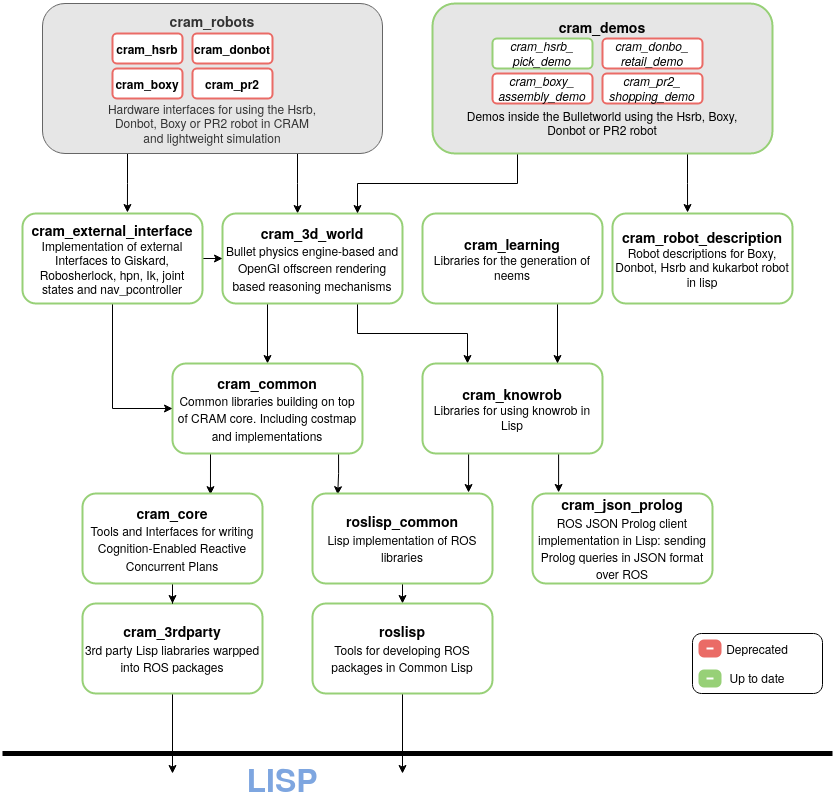 cram_robots
cram_hsrb
cram_donbot
cram_boxy
cram_pr2
Hardware interfaces for using the Hsrb,
Donbot, Boxy or PR2 robot in CRAM
and lightweight simulation
cram_demos
cram_hsrb_
pick_demo
cram_donbo_
retail_demo
cram_boxy_
assembly_demo
cram_pr2_
shopping_demo
Demos inside the Bulletworld using the Hsrb, Boxy,
Donbot or PR2 robot
cram_external_interface
Implementation of external
Interfaces to Giskard,
Robosherlock, hpn, Ik, joint
states and nav_pcontroller
cram_3d_world
Bullet physics engine-based and
OpenGl offscreen rendering
based reasoning mechanisms
cram_learning
Libraries for the generation of
neems
cram_robot_description
Robot descriptions for Boxy,
Donbot, Hsrb and kukarbot robot
in lisp
cram_common
Common libraries building on top
of CRAM core. Including costmap
and implementations
cram_knowrob
Libraries for using knowrob in
Lisp
cram_core
Tools and Interfaces for writing
Cognition-Enabled Reactive
Concurrent Plans
roslisp_common
Lisp implementation of ROS
libraries
cram_json_prolog
ROS JSON Prolog client
implementation in Lisp: sending
Prolog queries in JSON format
over ROS
cram_3rdparty
3rd party Lisp liabraries warpped
into ROS packages
roslisp
Tools for developing ROS
packages in Common Lisp
Deprecated
Up to date
LISP